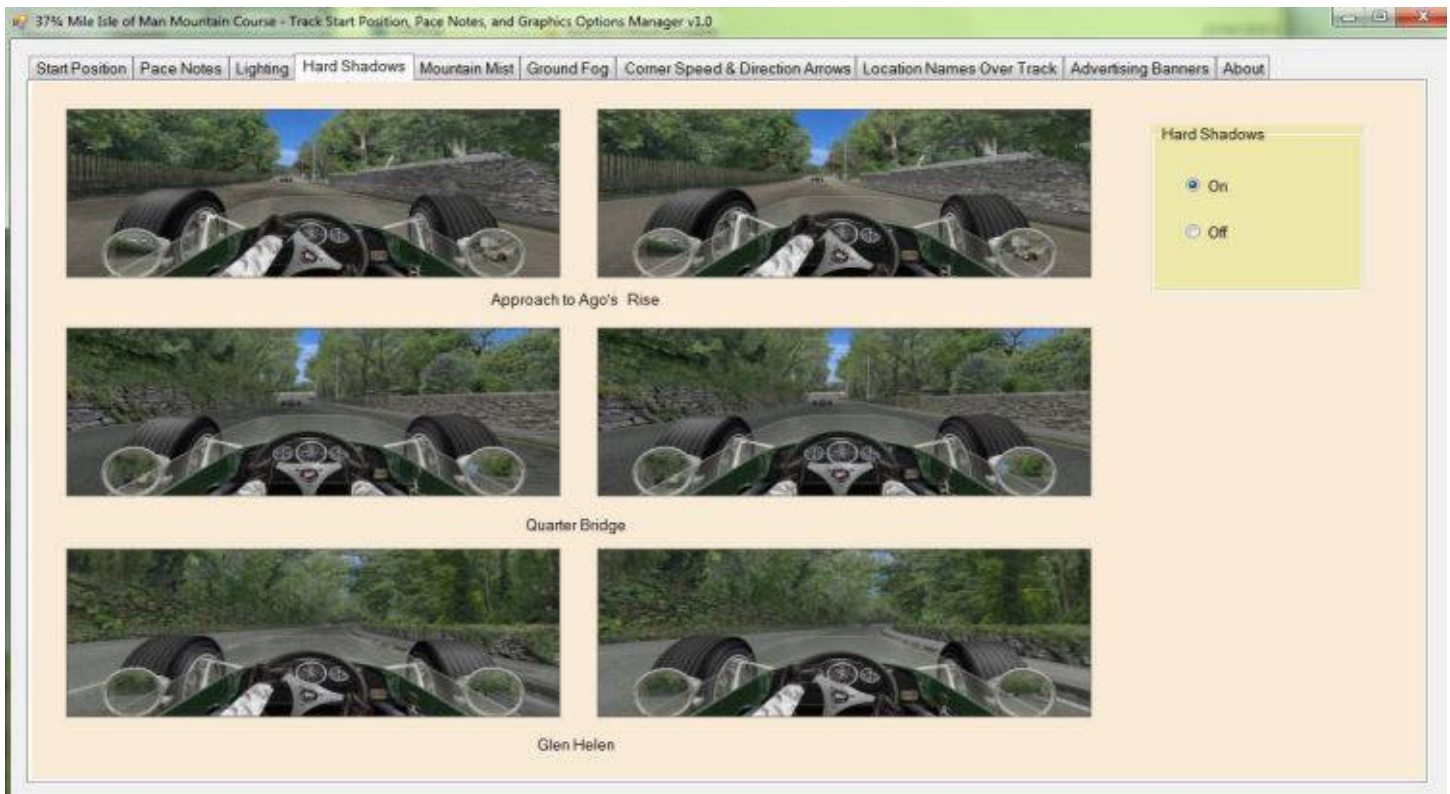 37¾ Mile Isle of Man Mountain Course - Track Start Position, Pace Notes, and Graphics Options Manager v1.0
Start Position Pace Notes Lighting Hard Shadows Mountain Mist Ground Fog Corner Speed & Direction Arrows Location Names Over Track Advertising Banners About
Hard Shadows
On
Off
Approach to Ago's Rise
Quarter Bridge
Glen Helen